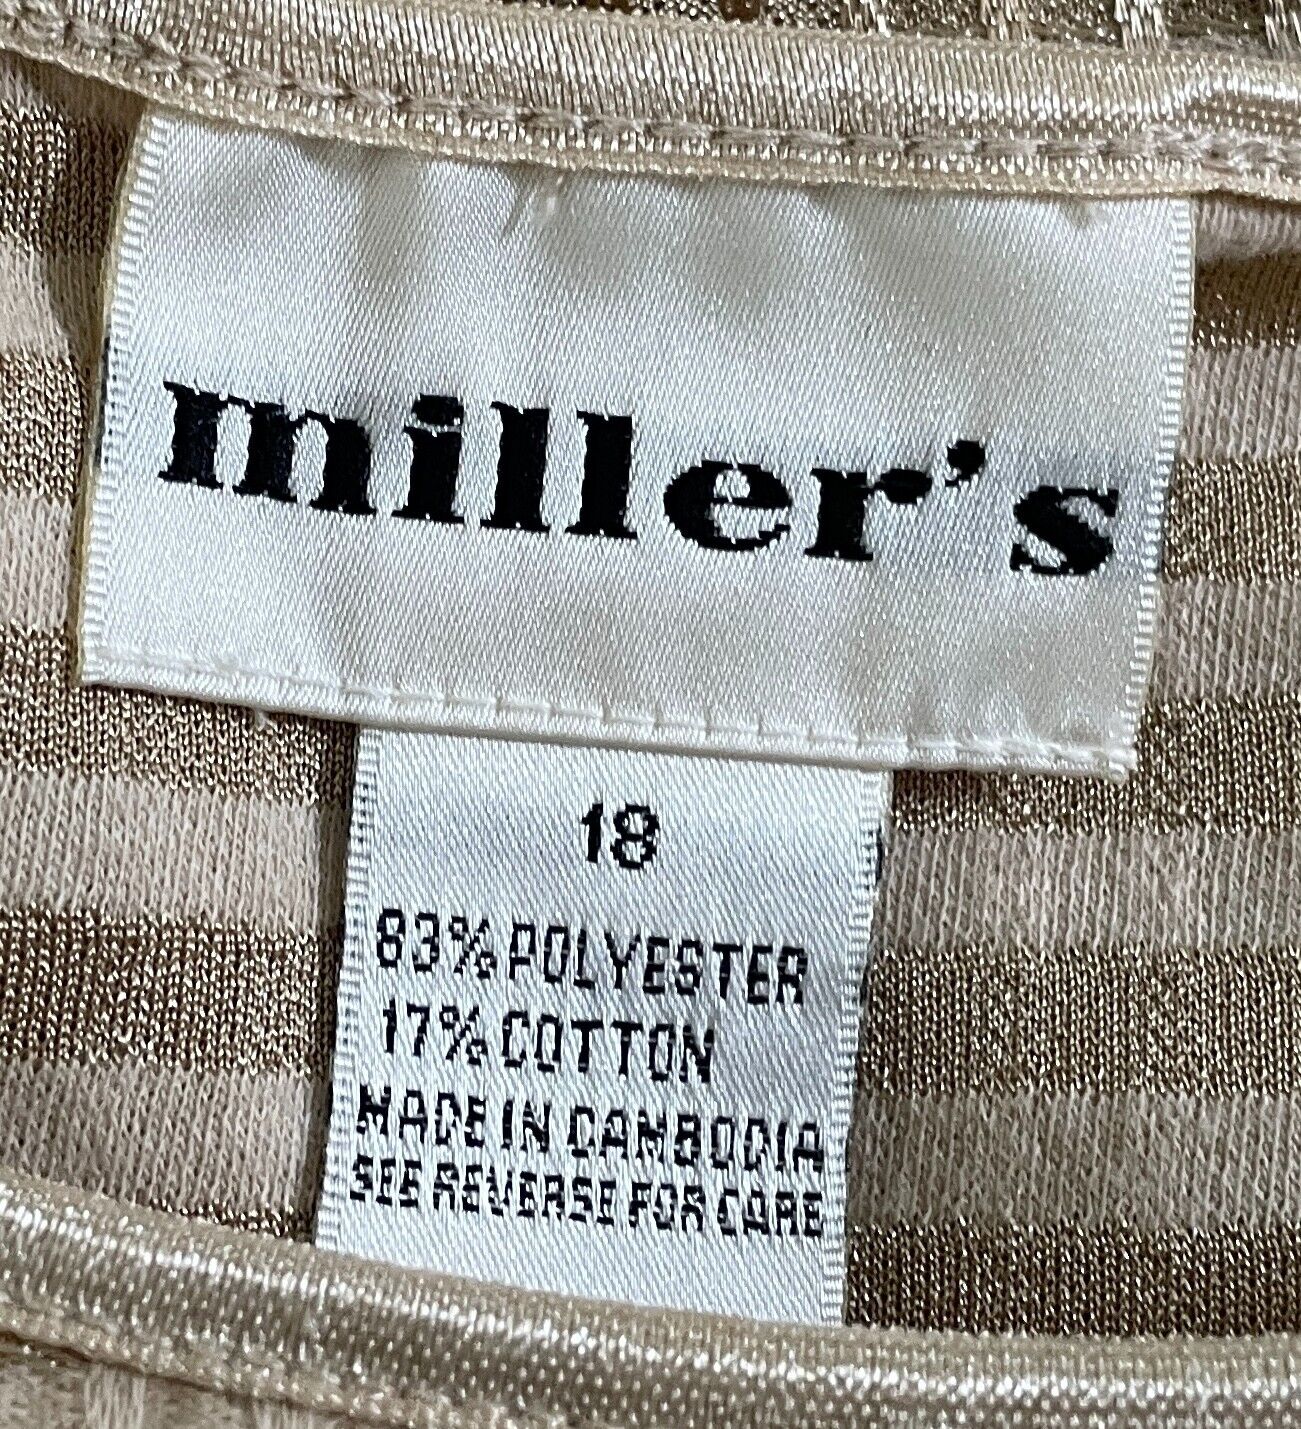 miller's
18
83% POLYESTER
17% COTTON
MADE IN CAMBODIA
SEE REVERSE FOR CARE